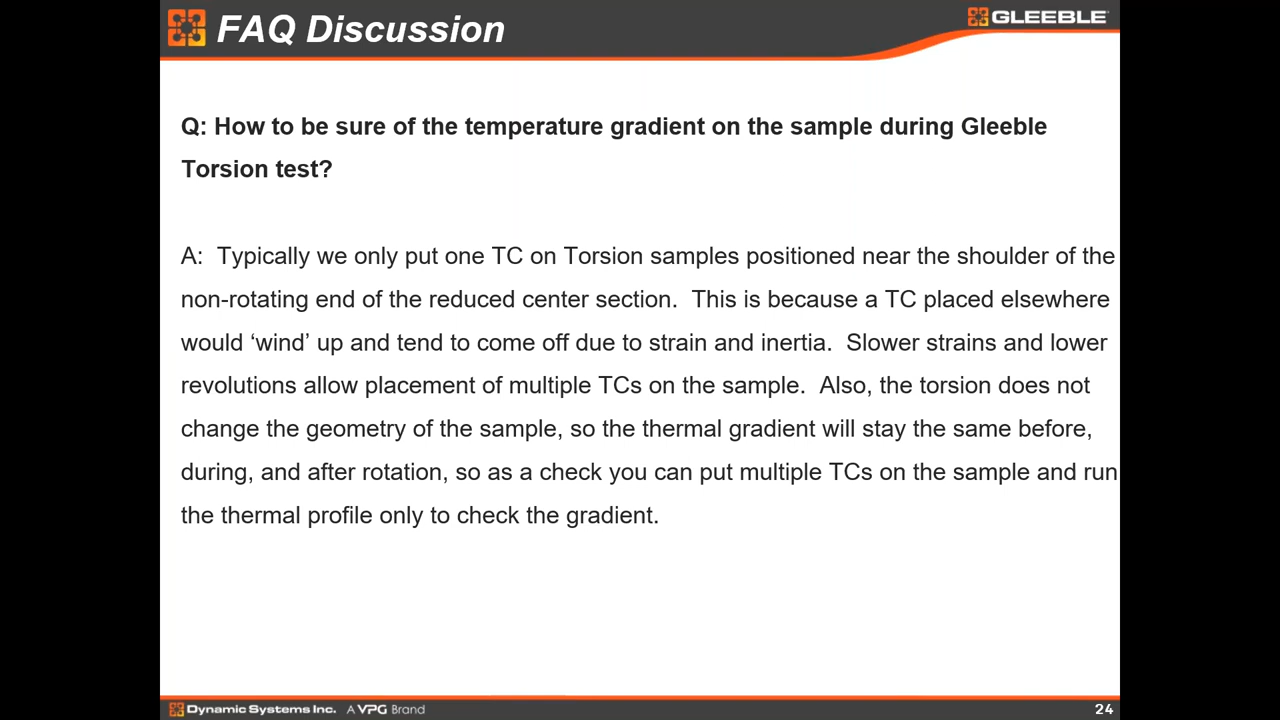 FAQ Discussion
GLEEBLE
Q: How to be sure of the temperature gradient on the sample during Gleeble
Torsion test?
A: Typically we only put one TC on Torsion samples positioned near the shoulder of the
non-rotating end of the reduced center section. This is because a TC placed elsewhere
would ‘wind’ up and tend to come off due to strain and inertia. Slower strains and lower
revolutions allow placement of multiple TCs on the sample. Also, the torsion does not
change the geometry of the sample, so the thermal gradient will stay the same before,
during, and after rotation, so as a check you can put multiple TCs on the sample and run
the thermal profile only to check the gradient.
Dynamic Systems Inc. A VPG Brand
24